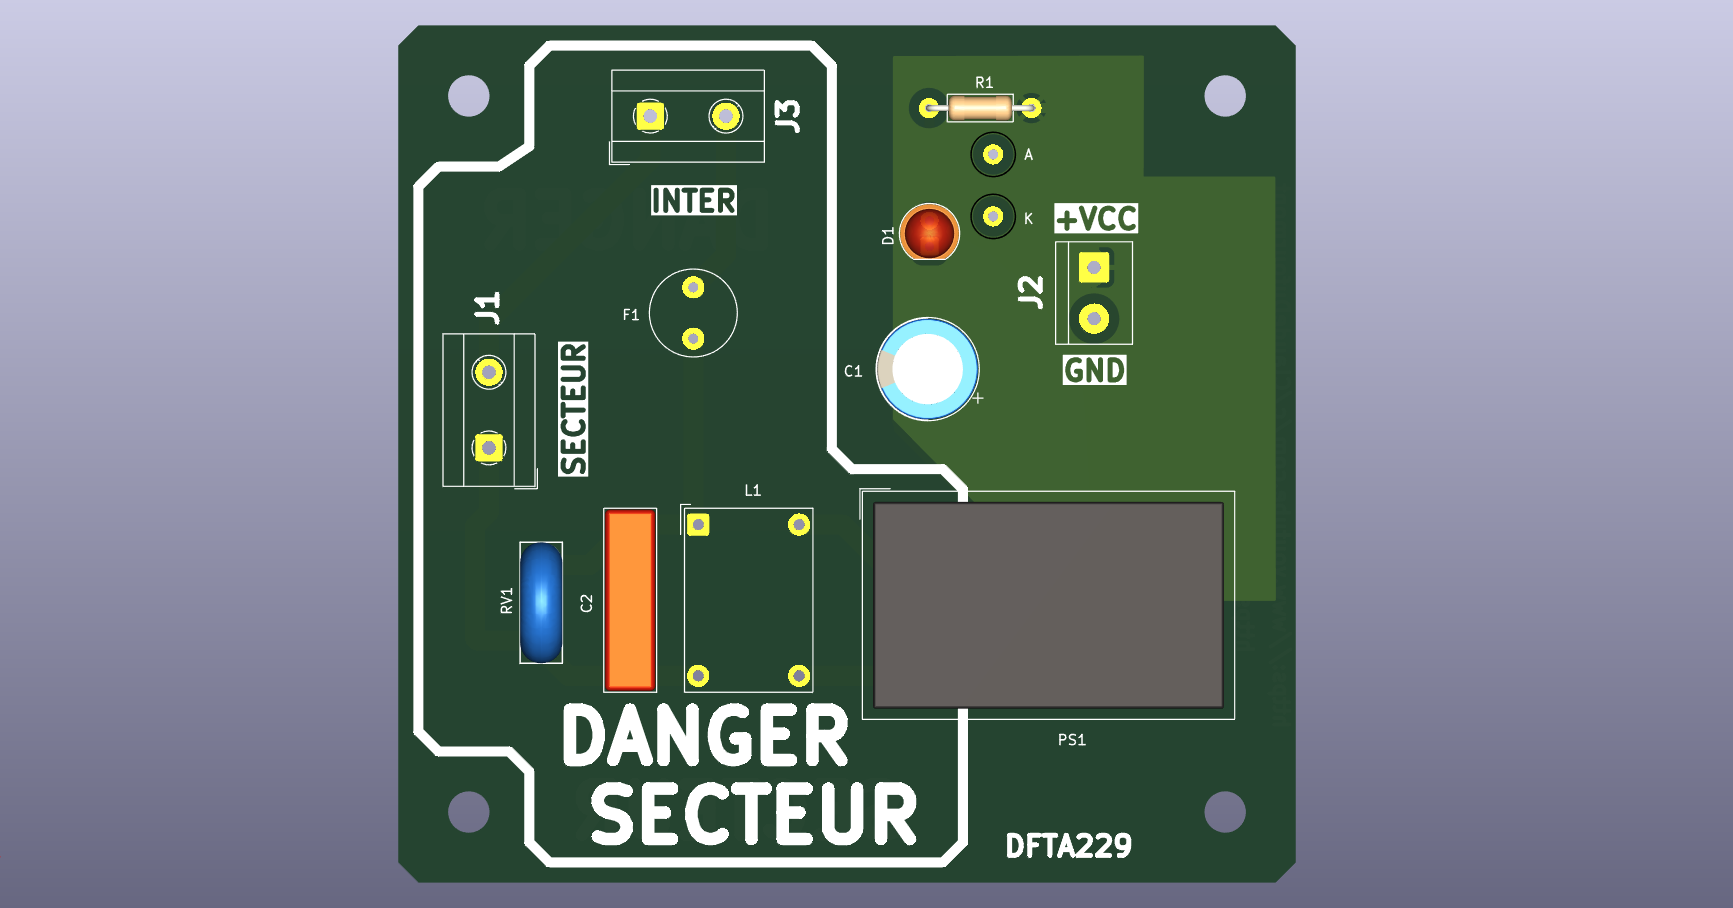 R1
J3
A
INTER
K
+VCC
D1
J2
J1
F1
GND
C1
+
SECTEUR
L1
RV1
C2
DANGER
SECTEUR
PS1
DFTA229